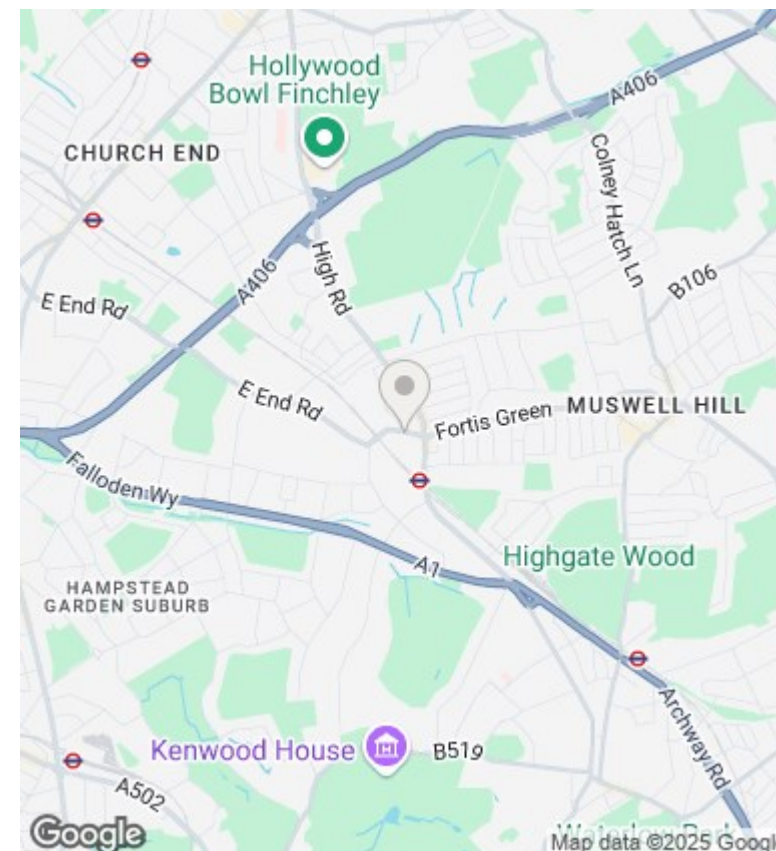 Hollywood
Bowl Finchley
A406
CHURCH END
Colney Hatch Ln
High Rd
A406
B106
E End Rd
E End Rd
Fortis Green
MUSWELL HILL
Falloden Wy
Highgate Wood
A1
HAMPSTEAD
GARDEN SUBURB
Archway Rd
Kenwood House
B519
A502
Waterlow Park
Google
Map data ©2025 Googl